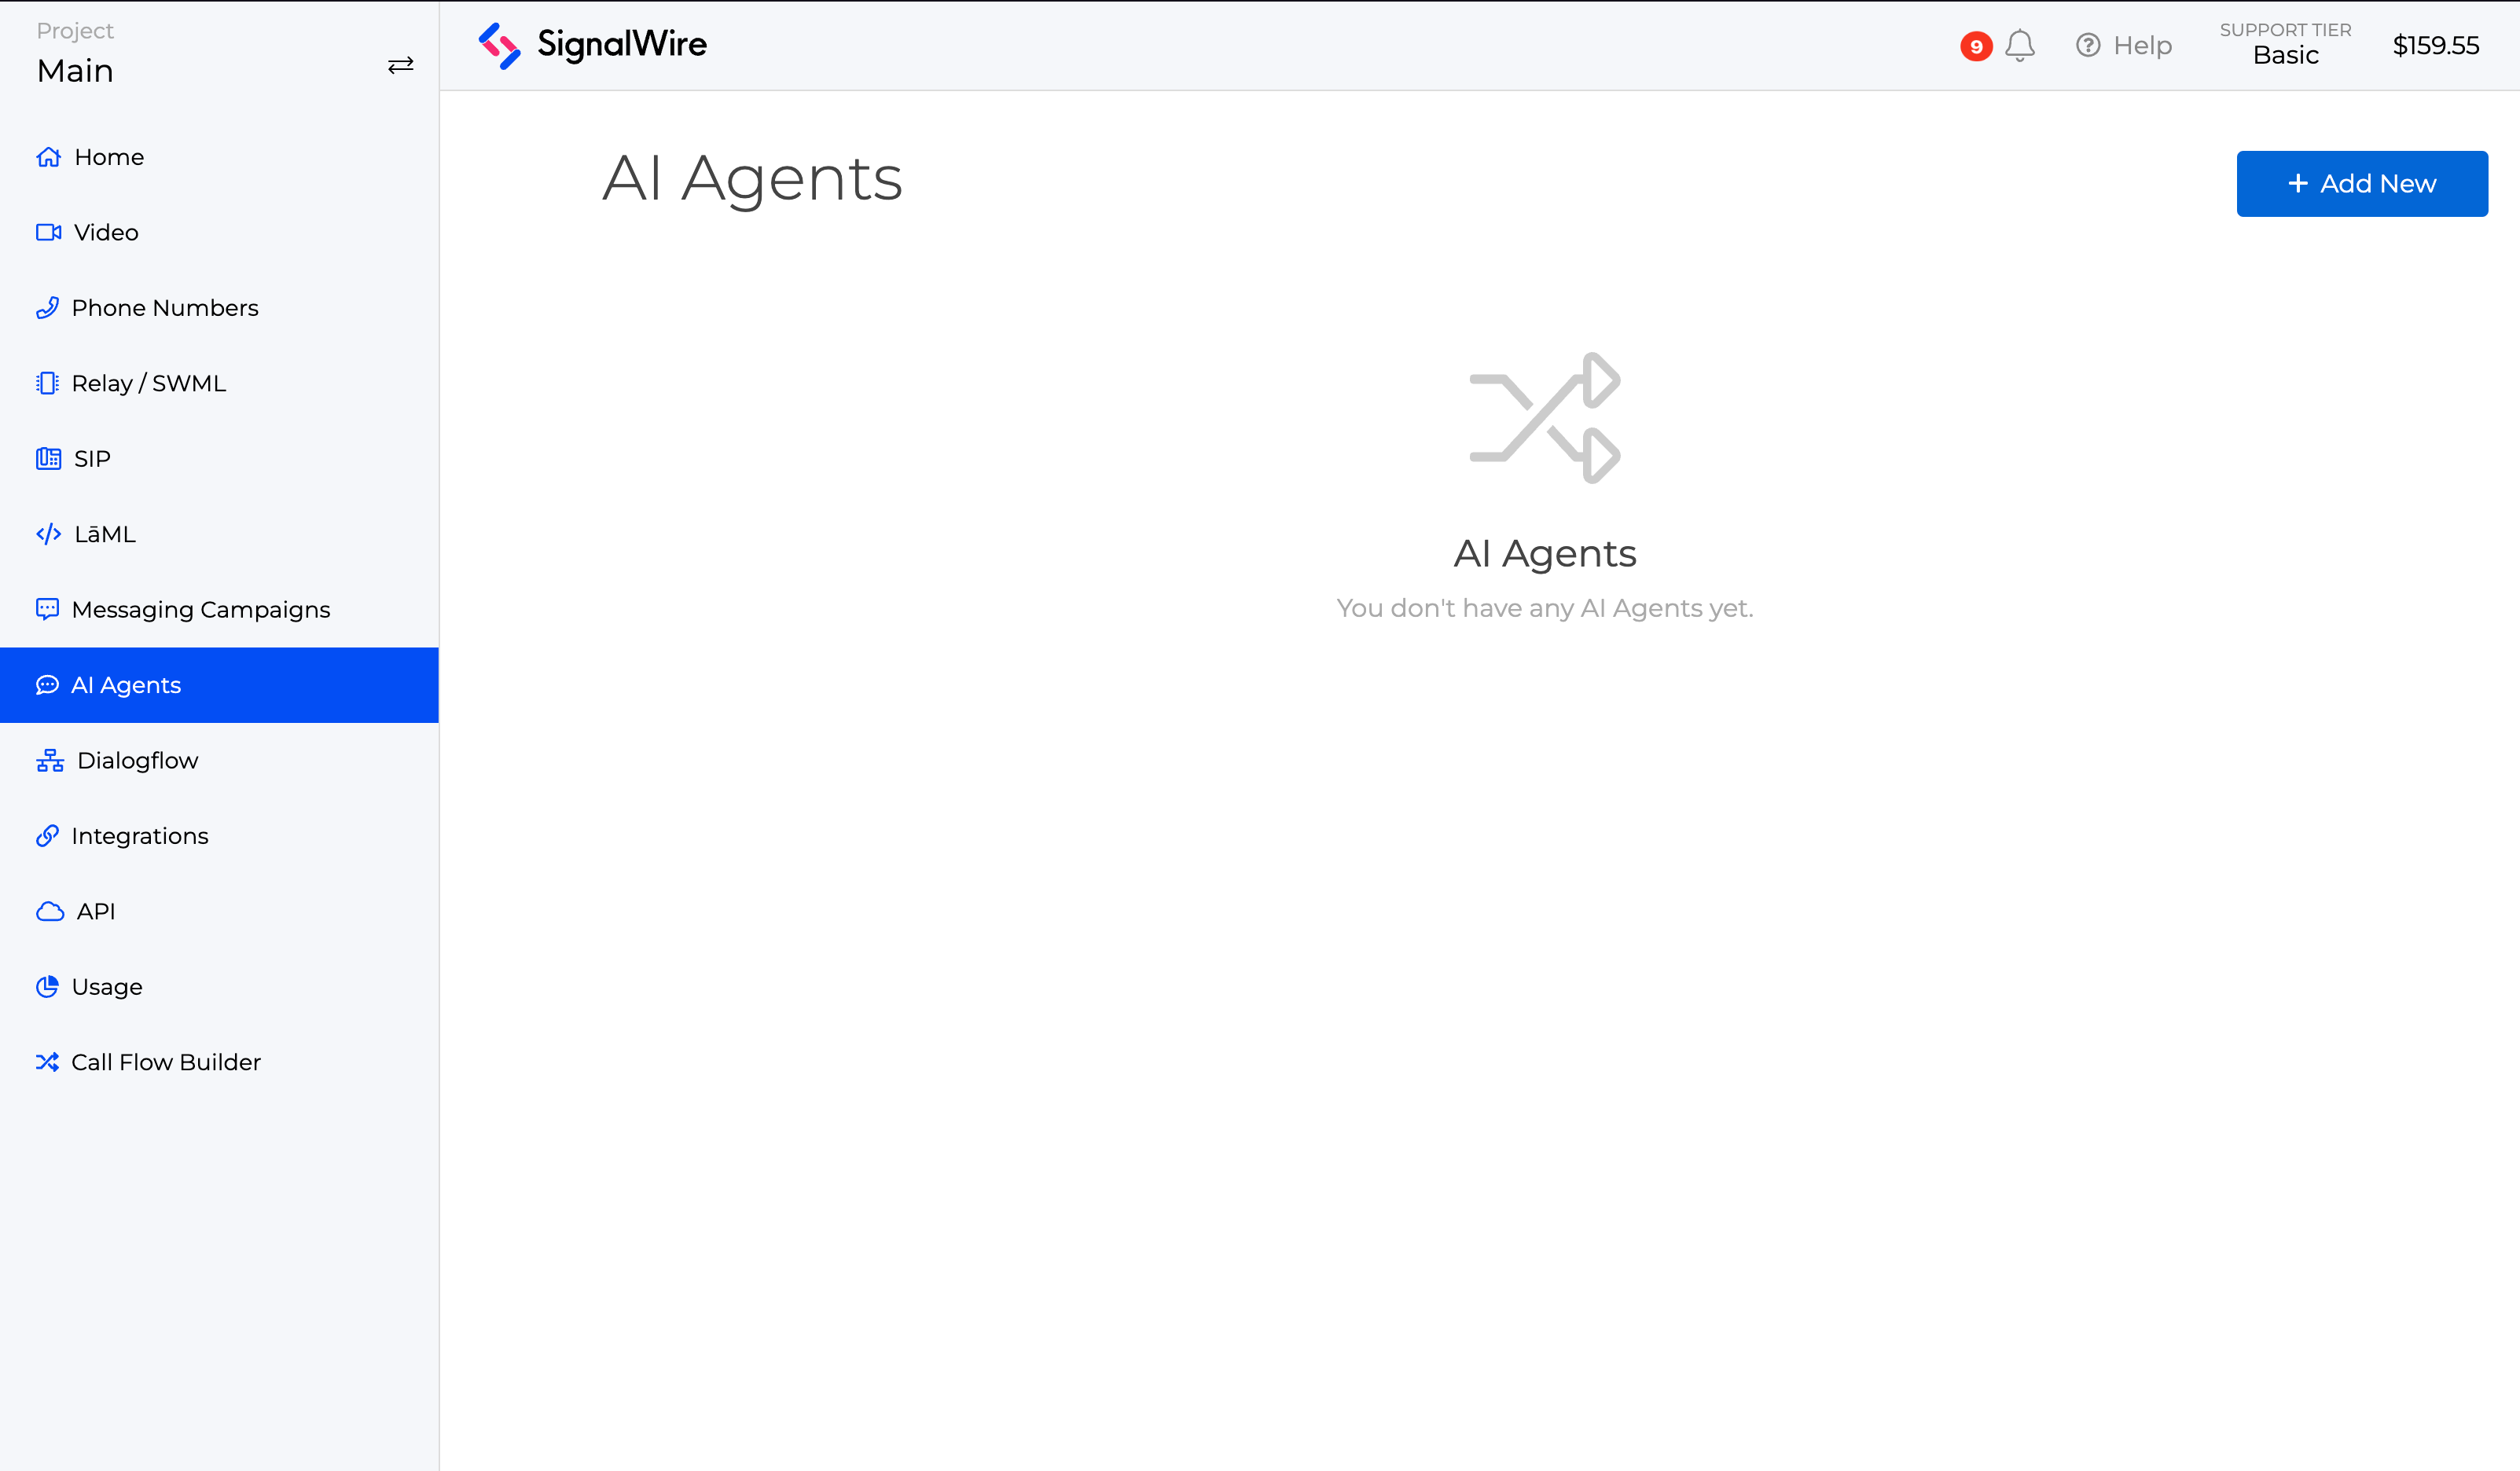 Project
Main
SignalWire
9
Help
SUPPORT TIER
Basic
$159.55
Home
Video
Phone Numbers
Relay / SWML
SIP
LāML
Messaging Campaigns
AI Agents
Dialogflow
Integrations
API
Usage
Call Flow Builder
AI Agents
+ Add New
AI Agents
You don't have any AI Agents yet.